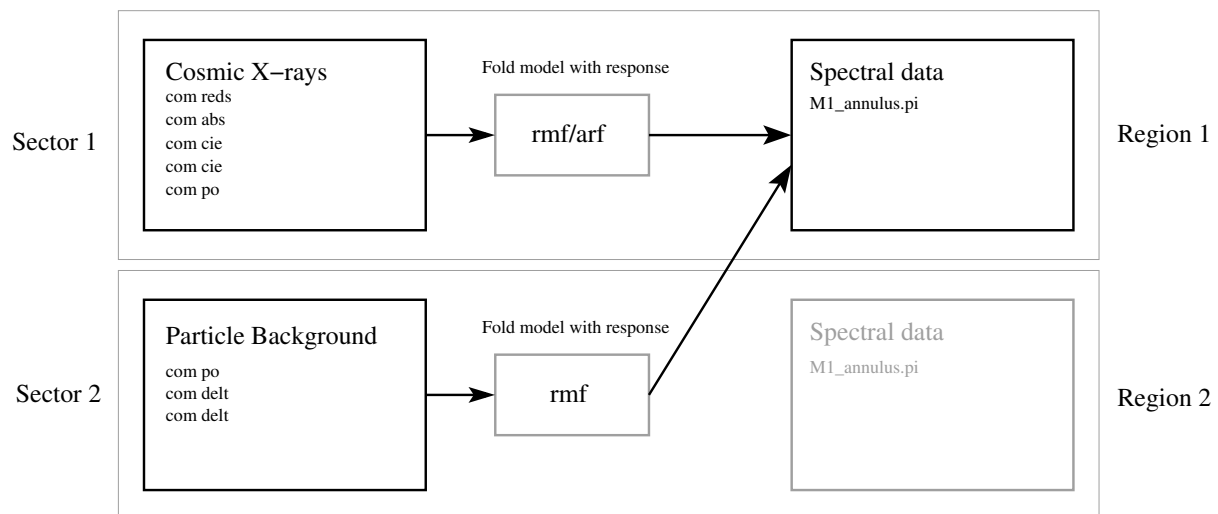 Sector 1
Cosmic X−rays
com reds
com abs
com cie
com cie
com po
Fold model with response
rmf/arf
Spectral data
M1_annulus.pi
Region 1
Sector 2
Particle Background
com po
com delt
com delt
Fold model with response
rmf
Spectral data
M1_annulus.pi
Region 2